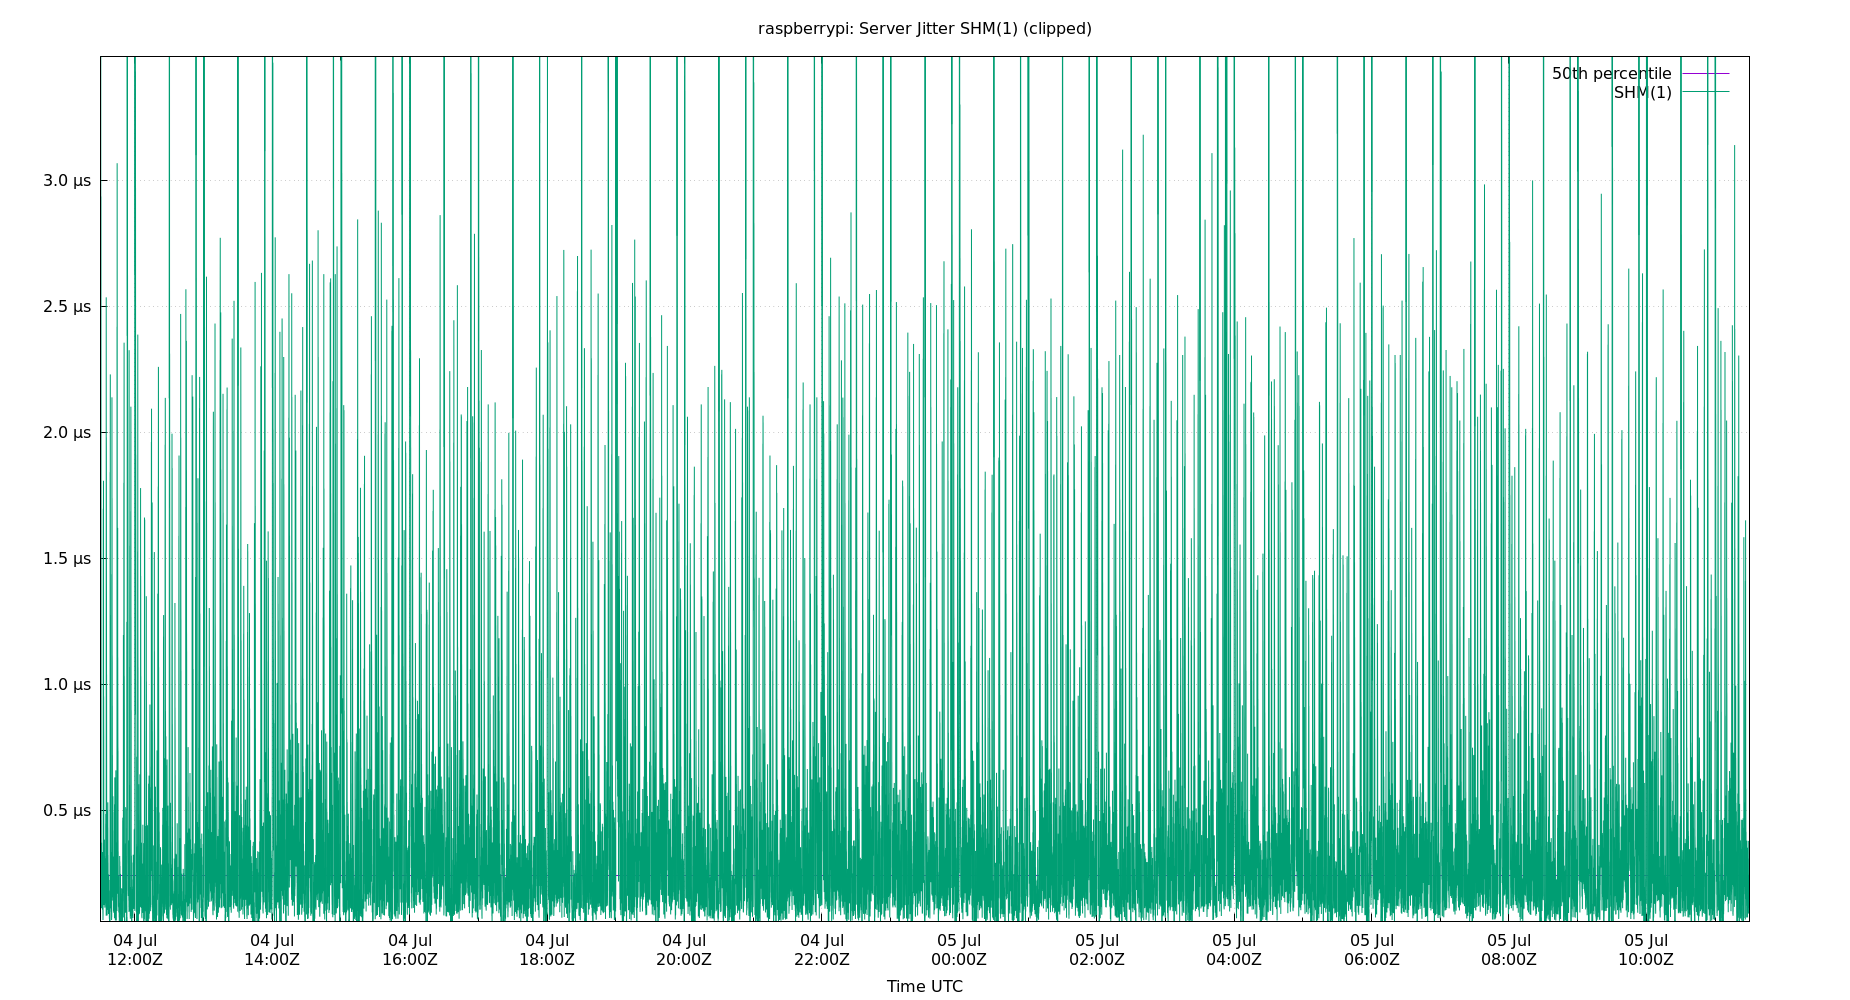 raspberrypi: Server Jitter SHM(1) (clipped)
50th percentile
SHM(1)
3.0 µs
2.5 µs
2.0 µs
1.5 µs
1.0 µs
0.5 µs
04 Jul 04 Jul 04 Jul 04 Jul 04 Jul 04 Jul 05 Jul 05 Jul 05 Jul 05 Jul 05 Jul 05 Jul
12:00Z 14:00Z 16:00Z 18:00Z 20:00Z 22:00Z 00:00Z 02:00Z 04:00Z 06:00Z 08:00Z 10:00Z
Time UTC